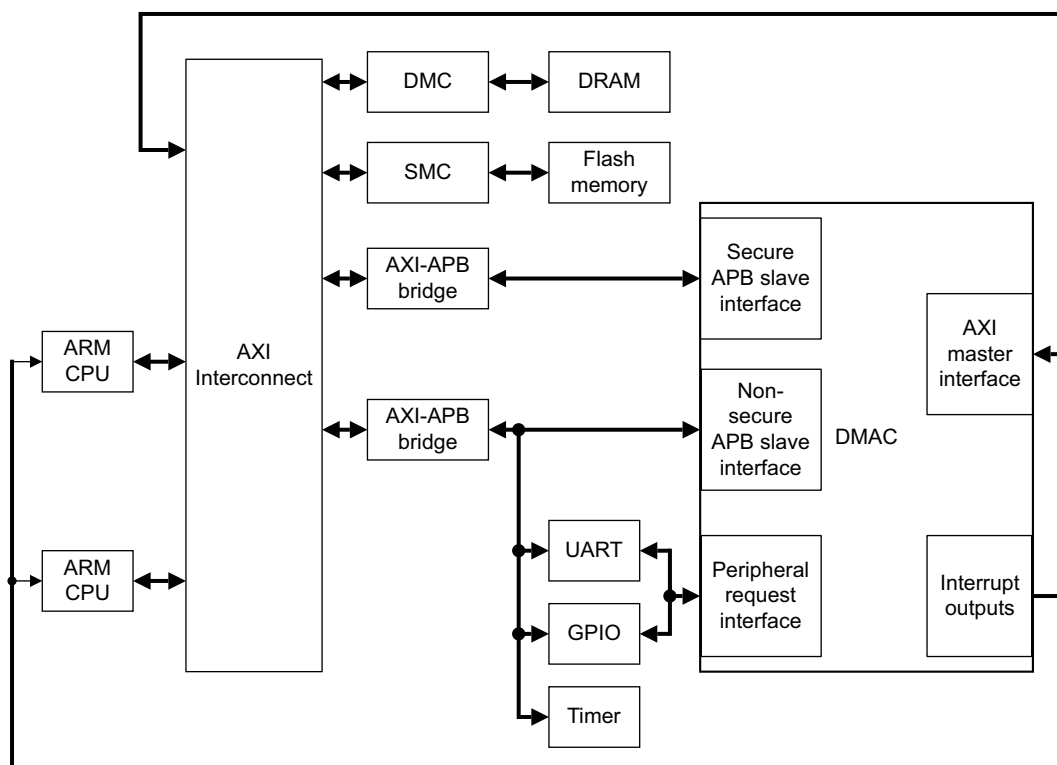 DMC
DRAM
SMC
Flash
memory
AXI-APB
bridge
Secure
APB slave
interface
ARM
CPU
AXI
Interconnect
AXI
master
interface
AXI-APB
bridge
Non-
secure
APB slave
interface
DMAC
ARM
CPU
UART
GPIO
Timer
Peripheral
request
interface
Interrupt
outputs